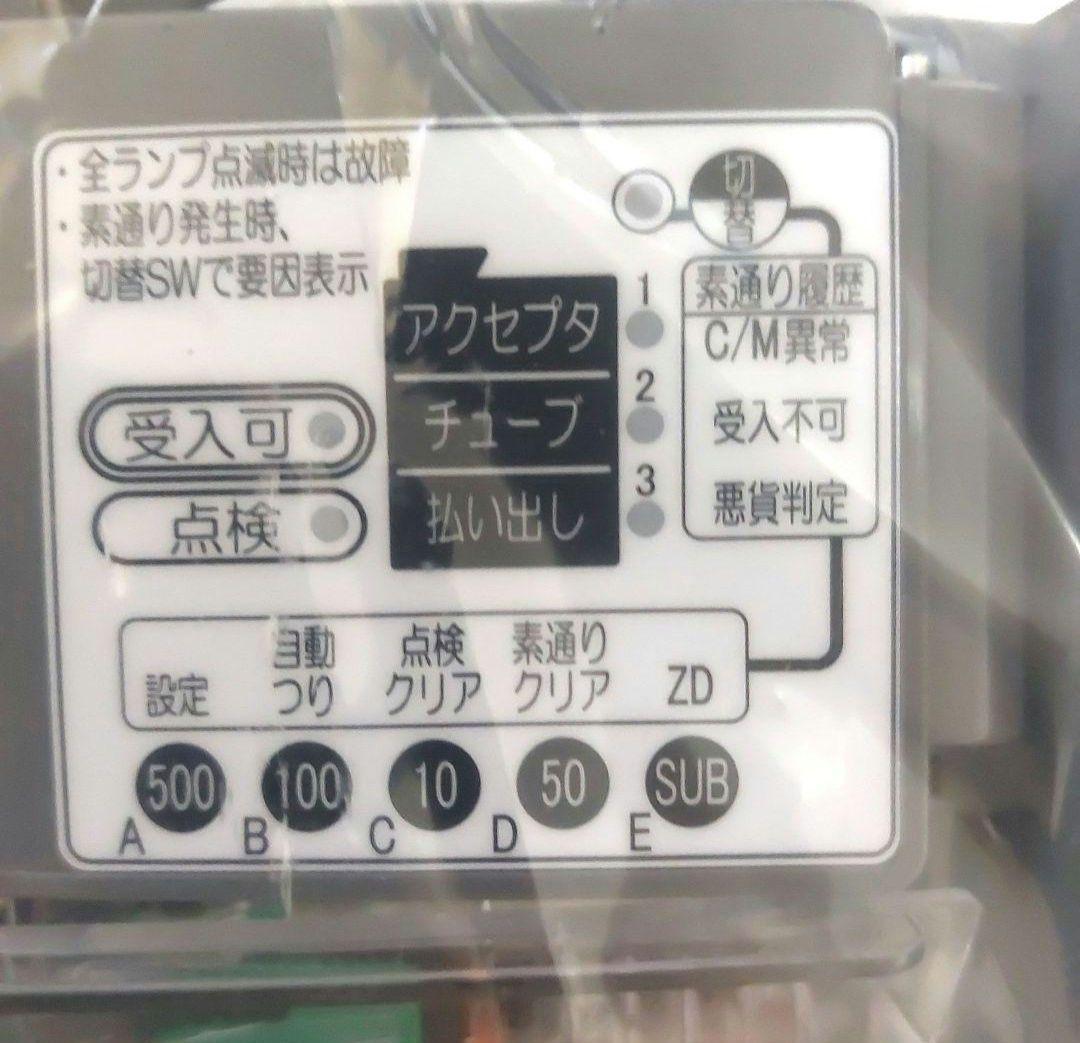 ・全ランプ点滅時は故障
・素通り発生時、
切替SWで要因表示
切替
素通り履歴
C/M異常
受入不可
悪貨判定
アクセプタ 1
チューブ 2
払い出し 3
受入可
点検
設定
自動
つり
点検
クリア
素通り
クリア
ZD
500
100
10
50
SUB
A
B
C
D
E